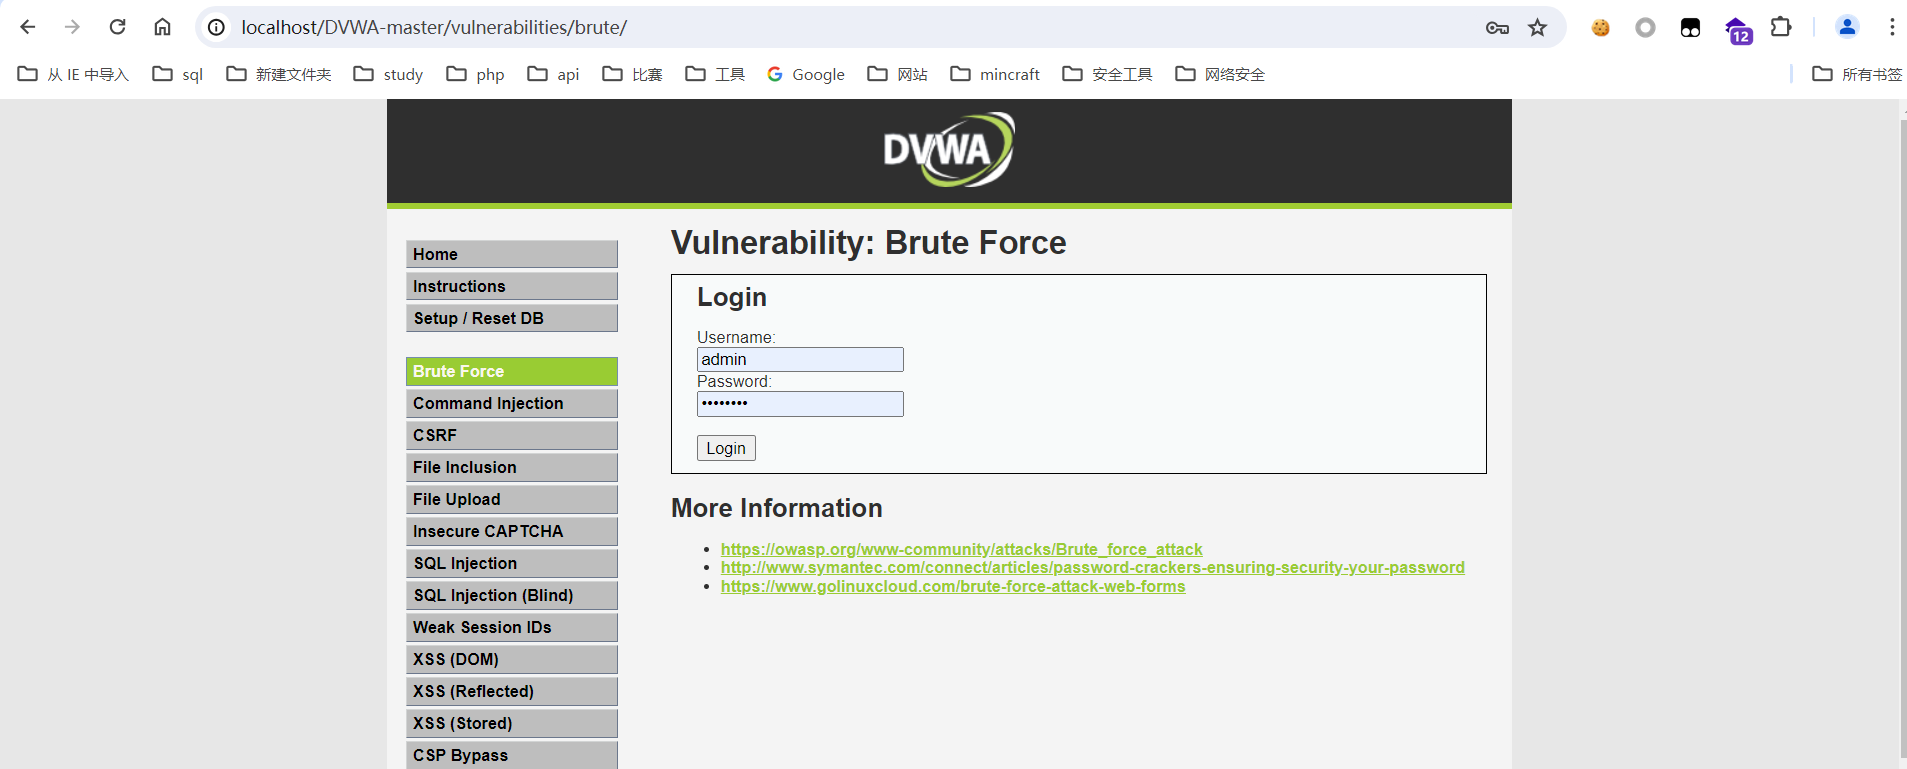 localhost/DVWA-master/vulnerabilities/brute/
12
从 IE 中导入 sql 新建文件夹 study php api 比赛 工具 Google 网站 mincraft 安全工具 网络安全 所有书签
DVWA
Home
Instructions
Setup / Reset DB
Brute Force
Command Injection
CSRF
File Inclusion
File Upload
Insecure CAPTCHA
SQL Injection
SQL Injection (Blind)
Weak Session IDs
XSS (DOM)
XSS (Reflected)
XSS (Stored)
CSP Bypass
Vulnerability: Brute Force
Login
Username:
admin
Password:
••••••••
Login
More Information
• https://owasp.org/www-community/attacks/Brute_force_attack
• http://www.symantec.com/connect/articles/password-crackers-ensuring-security-your-password
• https://www.golinuxcloud.com/brute-force-attack-web-forms